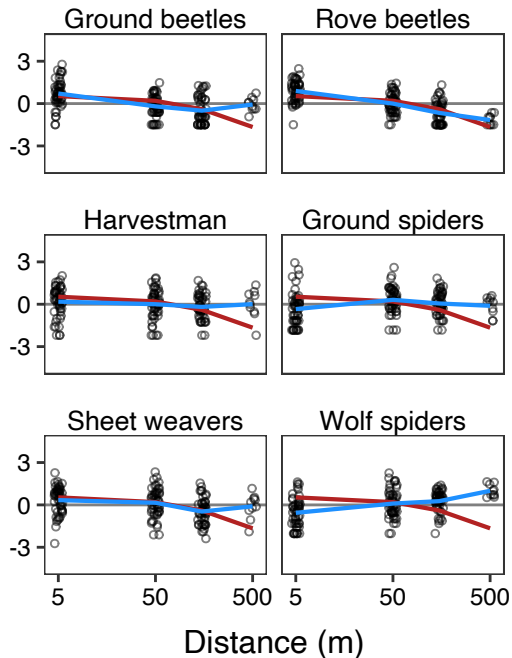 Ground beetles Rove beetles
3
0
-3
Harvestman Ground spiders
3
0
-3
Sheet weavers Wolf spiders
3
0
-3
5 50 500 5 50 500
Distance (m)